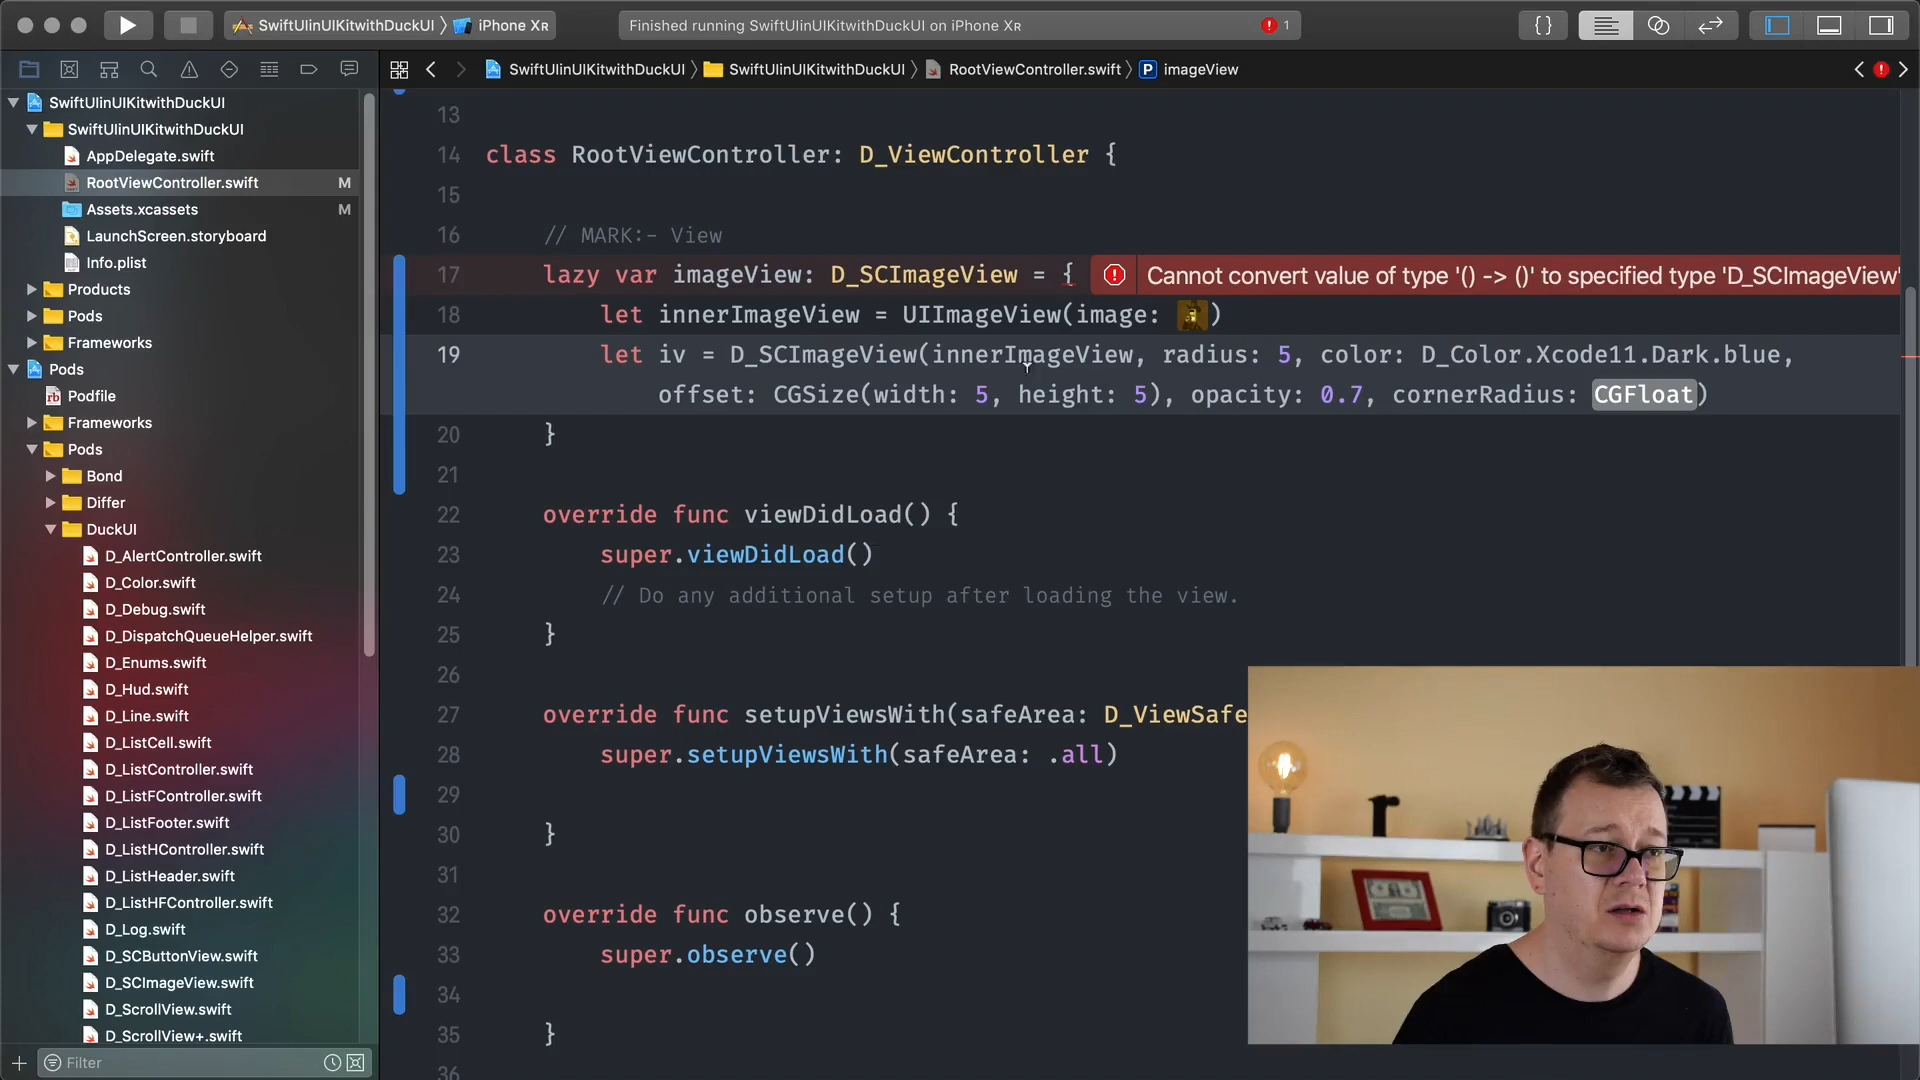 SwiftUIinUIKitwithDuckUI 〉 iPhone Xʀ
Finished running SwiftUIinUIKitwithDuckUI on iPhone Xʀ
1
{ }
SwiftUIinUIKitwithDuckUI 〉 SwiftUIinUIKitwithDuckUI 〉 RootViewController.swift 〉 P imageView
SwiftUIinUIKitwithDuckUI
SwiftUIinUIKitwithDuckUI
AppDelegate.swift
RootViewController.swift M
Assets.xcassets M
LaunchScreen.storyboard
Info.plist
Products
Pods
Frameworks
Pods
Podfile
Frameworks
Pods
Bond
Differ
DuckUI
D_AlertController.swift
D_Color.swift
D_Debug.swift
D_DispatchQueueHelper.swift
D_Enums.swift
D_Hud.swift
D_Line.swift
D_ListCell.swift
D_ListController.swift
D_ListFController.swift
D_ListFooter.swift
D_ListHController.swift
D_ListHeader.swift
D_ListHFController.swift
D_Log.swift
D_SCButtonView.swift
D_SCImageView.swift
D_ScrollView.swift
D_ScrollView+.swift
Filter
13
14 class RootViewController: D_ViewController {
15
16 // MARK:- View
17 lazy var imageView: D_SCImageView = { Cannot convert value of type '() -> ()' to specified type 'D_SCImageView'
18 let innerImageView = UIImageView(image: )
19 let iv = D_SCImageView(innerImageView, radius: 5, color: D_Color.Xcode11.Dark.blue,
offset: CGSize(width: 5, height: 5), opacity: 0.7, cornerRadius: CGFloat)
20 }
21
22 override func viewDidLoad() {
23 super.viewDidLoad()
24 // Do any additional setup after loading the view.
25 }
26
27 override func setupViewsWith(safeArea: D_ViewSafe
28 super.setupViewsWith(safeArea: .all)
29
30 }
31
32 override func observe() {
33 super.observe()
34
35 }
36